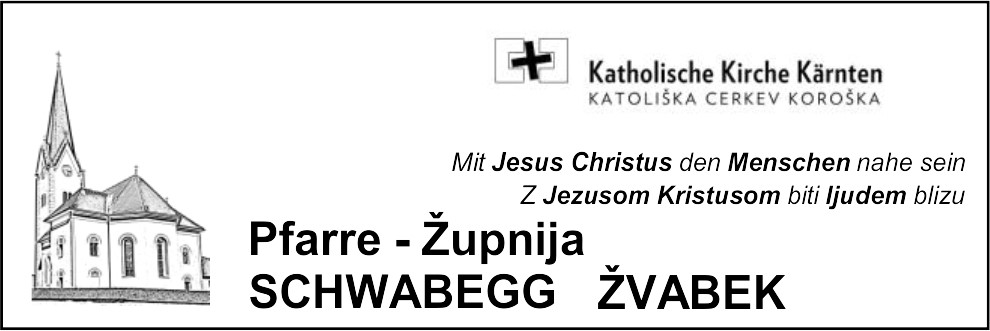 Katholische Kirche Kärnten
KATOLIŠKA CERKEV KOROŠKA
Mit Jesus Christus den Menschen nahe sein
Z Jezusom Kristusom biti ljudem blizu
Pfarre - Župnija
SCHWABEGG ŽVABEK